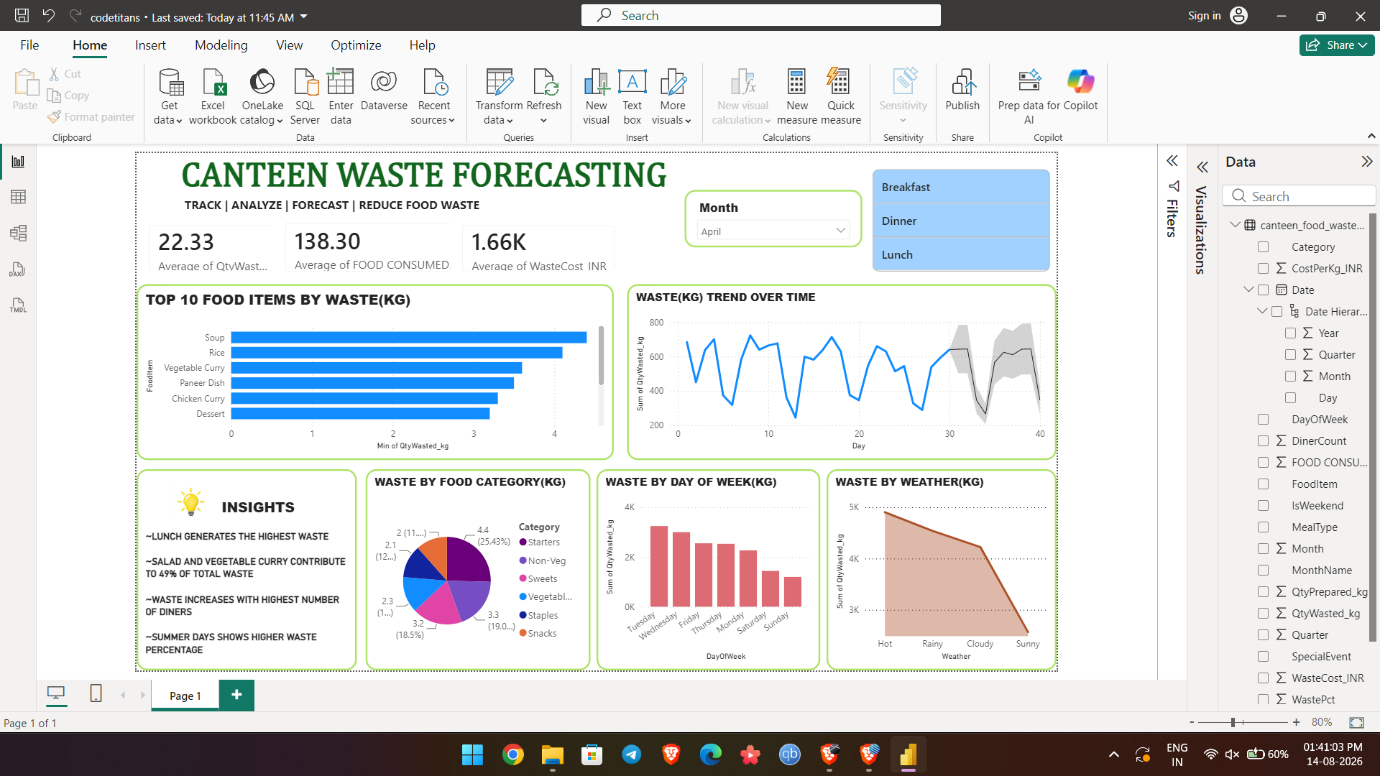 codetitans • Last saved: Today at 11:45 AM
Search
Sign in
File Home Insert Modeling View Optimize Help
Share
Paste
Cut
Copy
Format painter
Clipboard
Get data
Excel workbook
OneLake catalog
SQL Server
Enter data
Dataverse
Recent sources
Data
Transform data
Refresh
Queries
New visual
Text box
More visuals
Insert
New visual calculation
New measure
Quick measure
Calculations
Sensitivity
Sensitivity
Publish
Share
Prep data for AI
Copilot
Copilot
CANTEEN WASTE FORECASTING
TRACK | ANALYZE | FORECAST | REDUCE FOOD WASTE
22.33
Average of QtyWast...
138.30
Average of FOOD CONSUMED
1.66K
Average of WasteCost_INR
Month
April
Breakfast
Dinner
Lunch
TOP 10 FOOD ITEMS BY WASTE(KG)
FoodItem
Soup
Rice
Vegetable Curry
Paneer Dish
Chicken Curry
Dessert
0 1 2 3 4
Min of QtyWasted_kg
WASTE(KG) TREND OVER TIME
Sum of QtyWasted_kg
800
600
400
200
0 10 20 30 40
Day
INSIGHTS
~LUNCH GENERATES THE HIGHEST WASTE
~SALAD AND VEGETABLE CURRY CONTRIBUTE
TO 49% OF TOTAL WASTE
~WASTE INCREASES WITH HIGHEST NUMBER
OF DINERS
~SUMMER DAYS SHOWS HIGHER WASTE
PERCENTAGE
WASTE BY FOOD CATEGORY(KG)
4.4
(25.43%)
3.3
(19.0...)
3.2
(18.5%)
2.3
(1...)
2.1
(12...)
2 (11....)
Category
Starters
Non-Veg
Sweets
Vegetabl...
Staples
Snacks
WASTE BY DAY OF WEEK(KG)
Sum of QtyWasted_kg
4K
2K
0K
Tuesday
Wednesday
Friday
Thursday
Monday
Saturday
Sunday
DayOfWeek
WASTE BY WEATHER(KG)
Sum of QtyWasted_kg
5K
4K
3K
Hot Rainy Cloudy Sunny
Weather
Filters
Visualizations
Data
Search
canteen_food_waste...
Category
CostPerKg_INR
Date
Date Hierar...
Year
Quarter
Month
Day
DayOfWeek
DinerCount
FOOD CONSU...
FoodItem
IsWeekend
MealType
Month
MonthName
QtyPrepared_kg
QtyWasted_kg
Quarter
SpecialEvent
WasteCost_INR
WastePct
Page 1
Page 1 of 1
80%
ENG
IN
60%
01:41:03 PM
14-08-2026